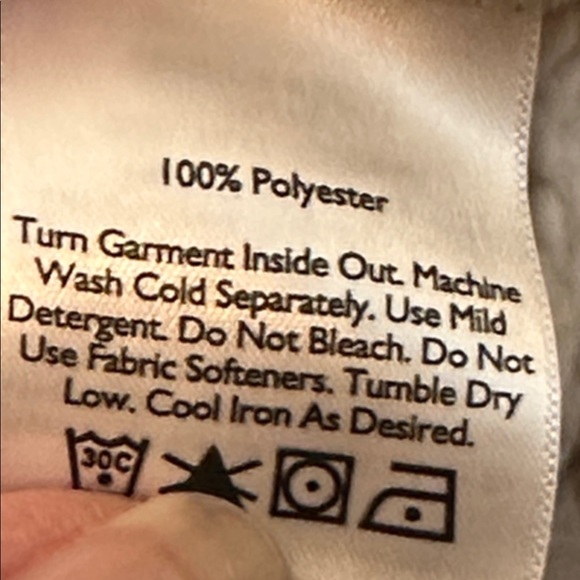 100% Polyester
Turn Garment Inside Out. Machine
Wash Cold Separately. Use Mild
Detergent. Do Not Bleach. Do Not
Use Fabric Softeners. Tumble Dry
Low. Cool Iron As Desired.
30C